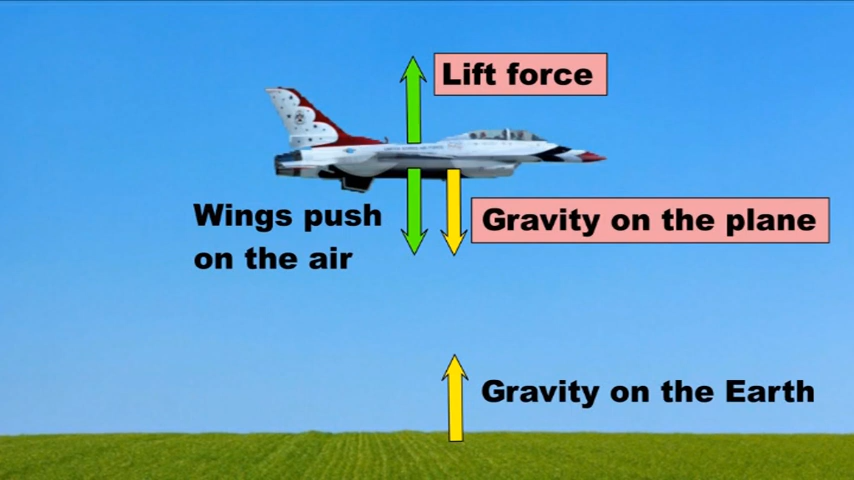 Lift force
Wings push
on the air
Gravity on the plane
Gravity on the Earth